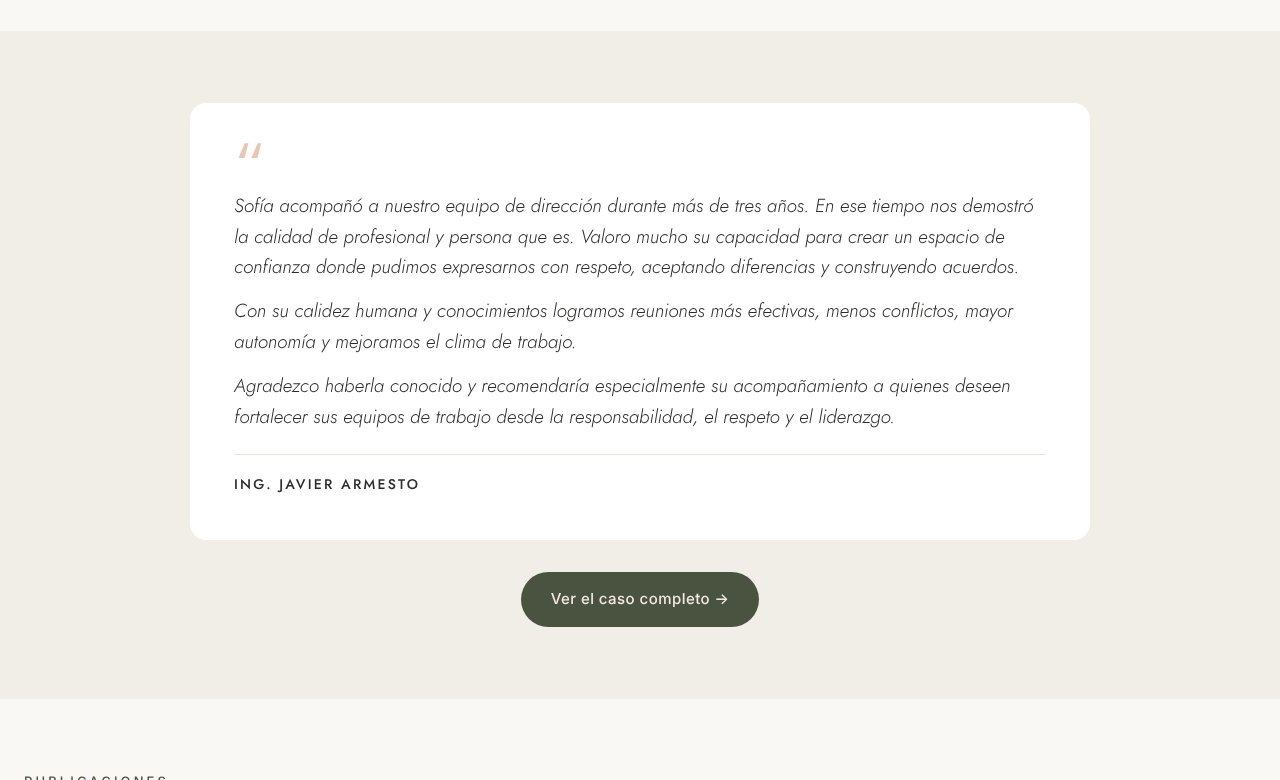 “
Sofía acompañó a nuestro equipo de dirección durante más de tres años. En ese tiempo nos demostró
la calidad de profesional y persona que es. Valoro mucho su capacidad para crear un espacio de
confianza donde pudimos expresarnos con respeto, aceptando diferencias y construyendo acuerdos.
Con su calidez humana y conocimientos logramos reuniones más efectivas, menos conflictos, mayor
autonomía y mejoramos el clima de trabajo.
Agradezco haberla conocido y recomendaría especialmente su acompañamiento a quienes deseen
fortalecer sus equipos de trabajo desde la responsabilidad, el respeto y el liderazgo.
ING. JAVIER ARMESTO
Ver el caso completo →
PUBLICACIONES